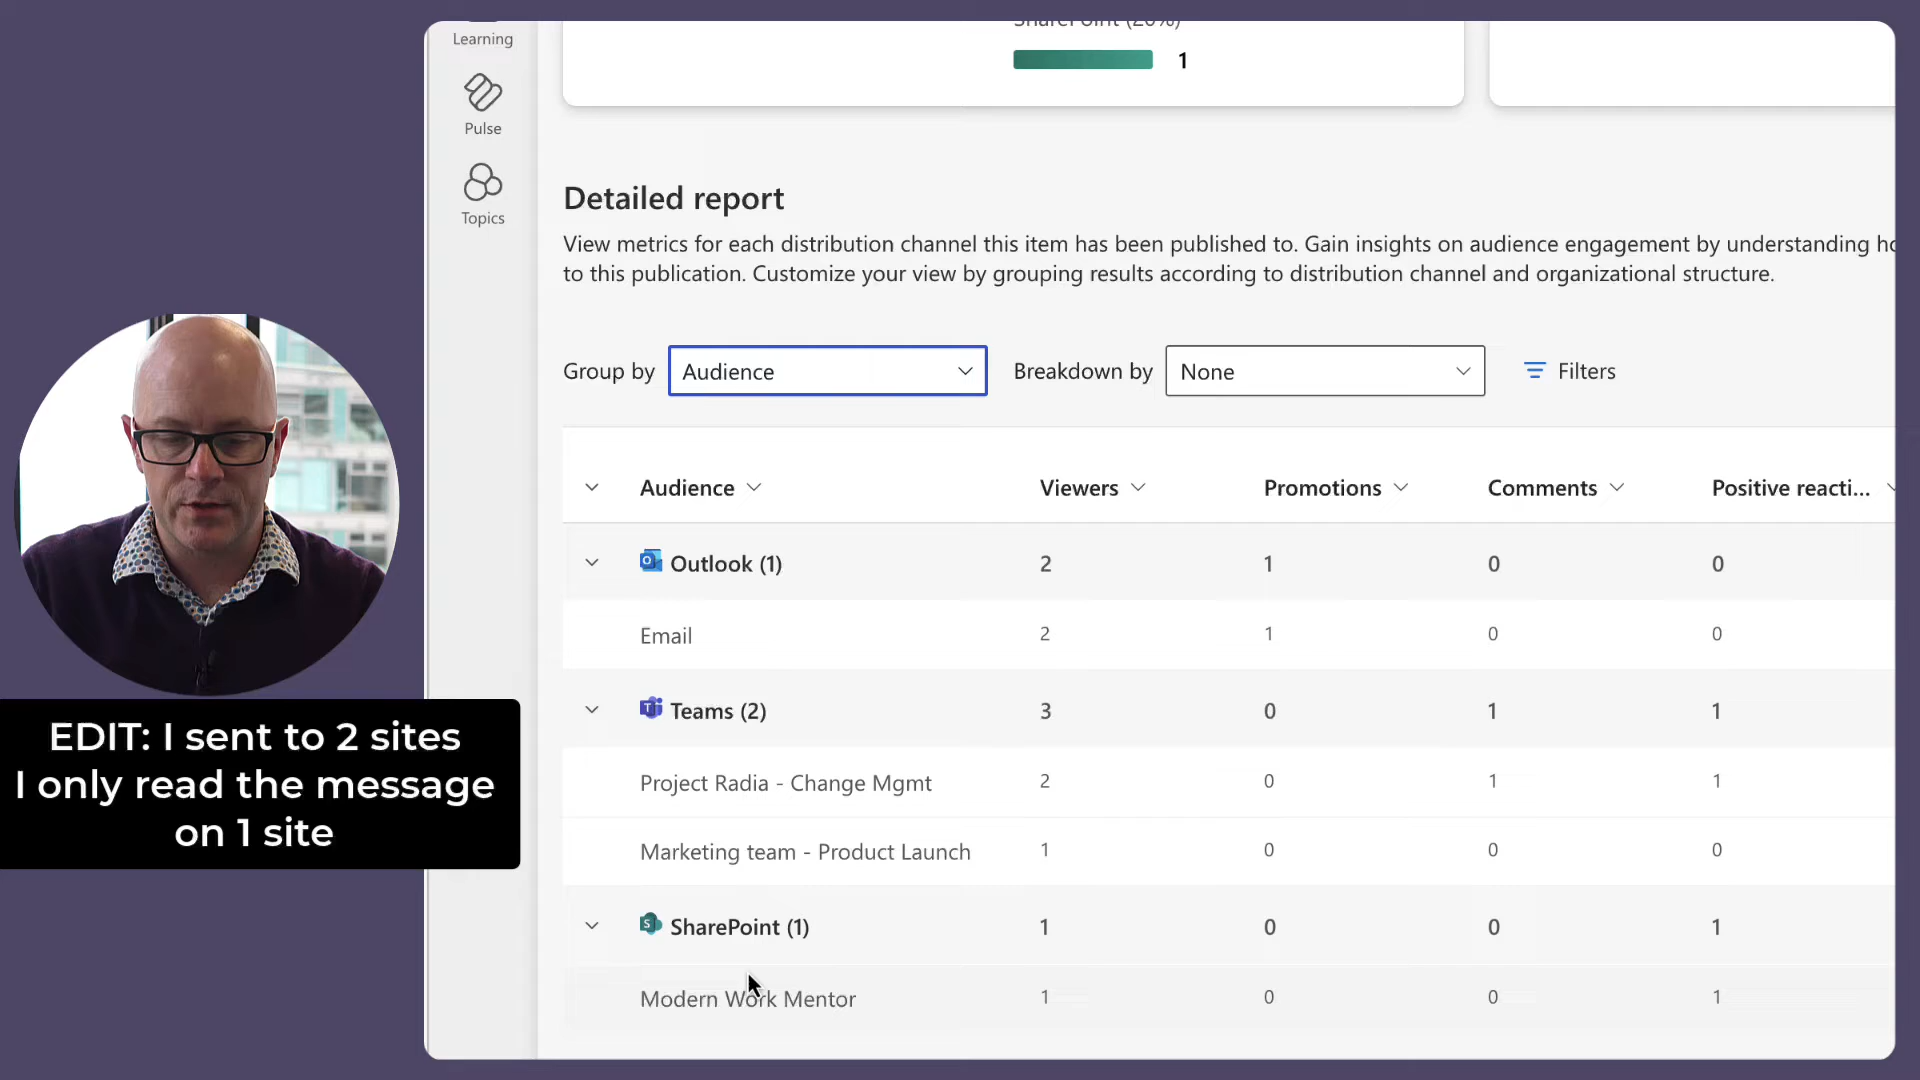 Learning
Pulse
Topics
SharePoint (20%)
1
Detailed report
View metrics for each distribution channel this item has been published to. Gain insights on audience engagement by understanding
to this publication. Customize your view by grouping results according to distribution channel and organizational structure.
Group by Audience Breakdown by None Filters
Audience Viewers Promotions Comments Positive reacti...
Outlook (1) 2 1 0 0
Email 2 1 0 0
Teams (2) 3 0 1 1
Project Radia - Change Mgmt 2 0 1 1
Marketing team - Product Launch 1 0 0 0
SharePoint (1) 1 0 0 1
Modern Work Mentor 1 0 0 1
EDIT: I sent to 2 sites
I only read the message
on 1 site